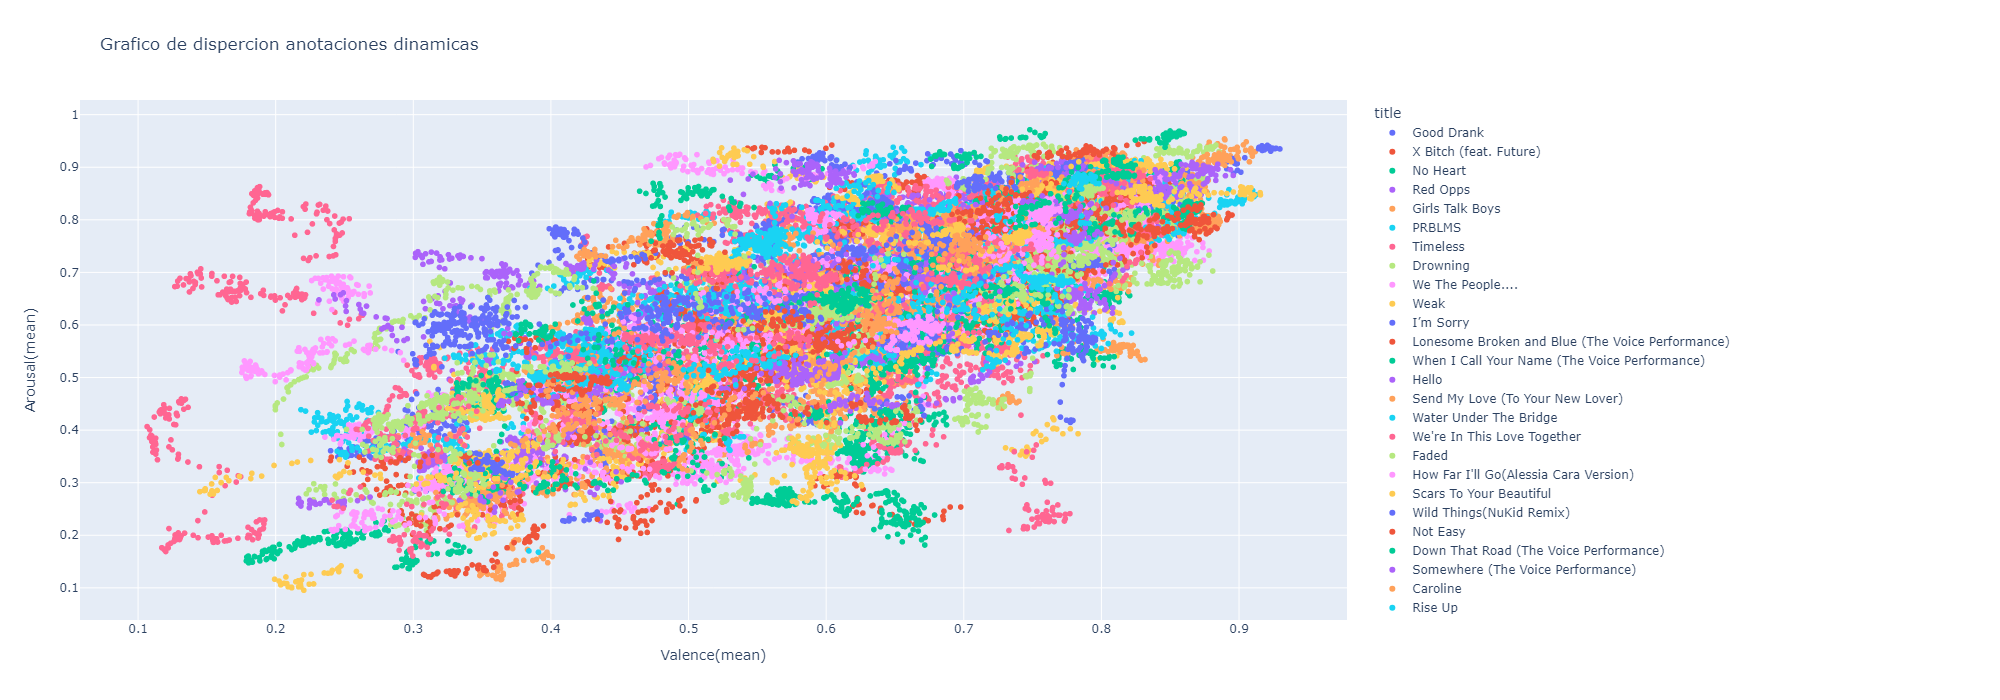 Grafico de dispercion anotaciones dinamicas
1
0.9
0.8
0.7
0.6
0.5
0.4
0.3
0.2
0.1
Arousal(mean)
0.1 0.2 0.3 0.4 0.5 0.6 0.7 0.8 0.9
Valence(mean)
title
Good Drank
X Bitch (feat. Future)
No Heart
Red Opps
Girls Talk Boys
PRBLMS
Timeless
Drowning
We The People....
Weak
I’m Sorry
Lonesome Broken and Blue (The Voice Performance)
When I Call Your Name (The Voice Performance)
Hello
Send My Love (To Your New Lover)
Water Under The Bridge
We're In This Love Together
Faded
How Far I'll Go(Alessia Cara Version)
Scars To Your Beautiful
Wild Things(NuKid Remix)
Not Easy
Down That Road (The Voice Performance)
Somewhere (The Voice Performance)
Caroline
Rise Up